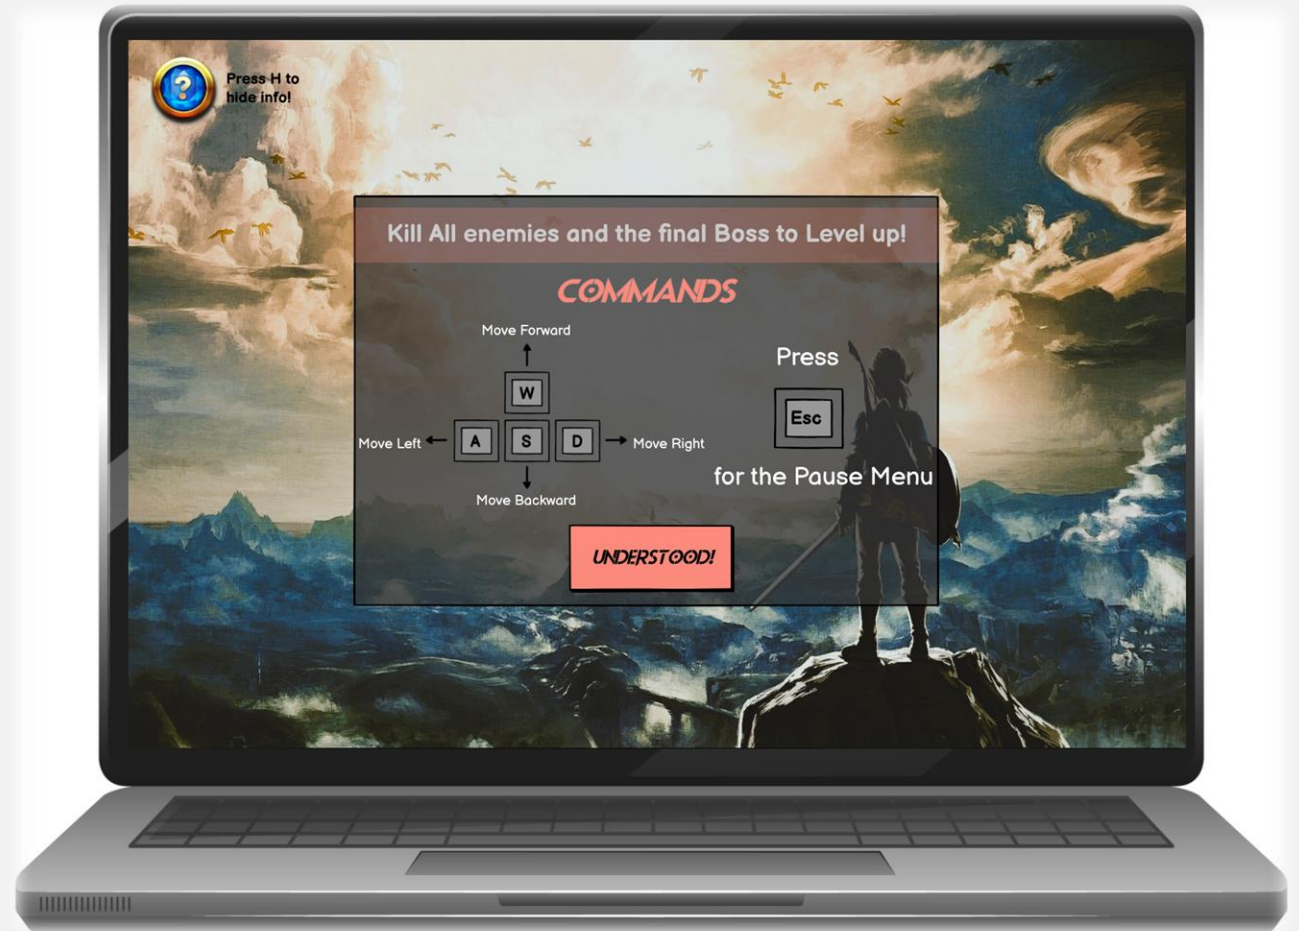 ?
Press H to
hide info!
Kill All enemies and the final Boss to Level up!
COMMANDS
Move Forward
W
Move Left
A
S
D
Move Right
Move Backward
Press
Esc
for the Pause Menu
UNDERSTOOD!